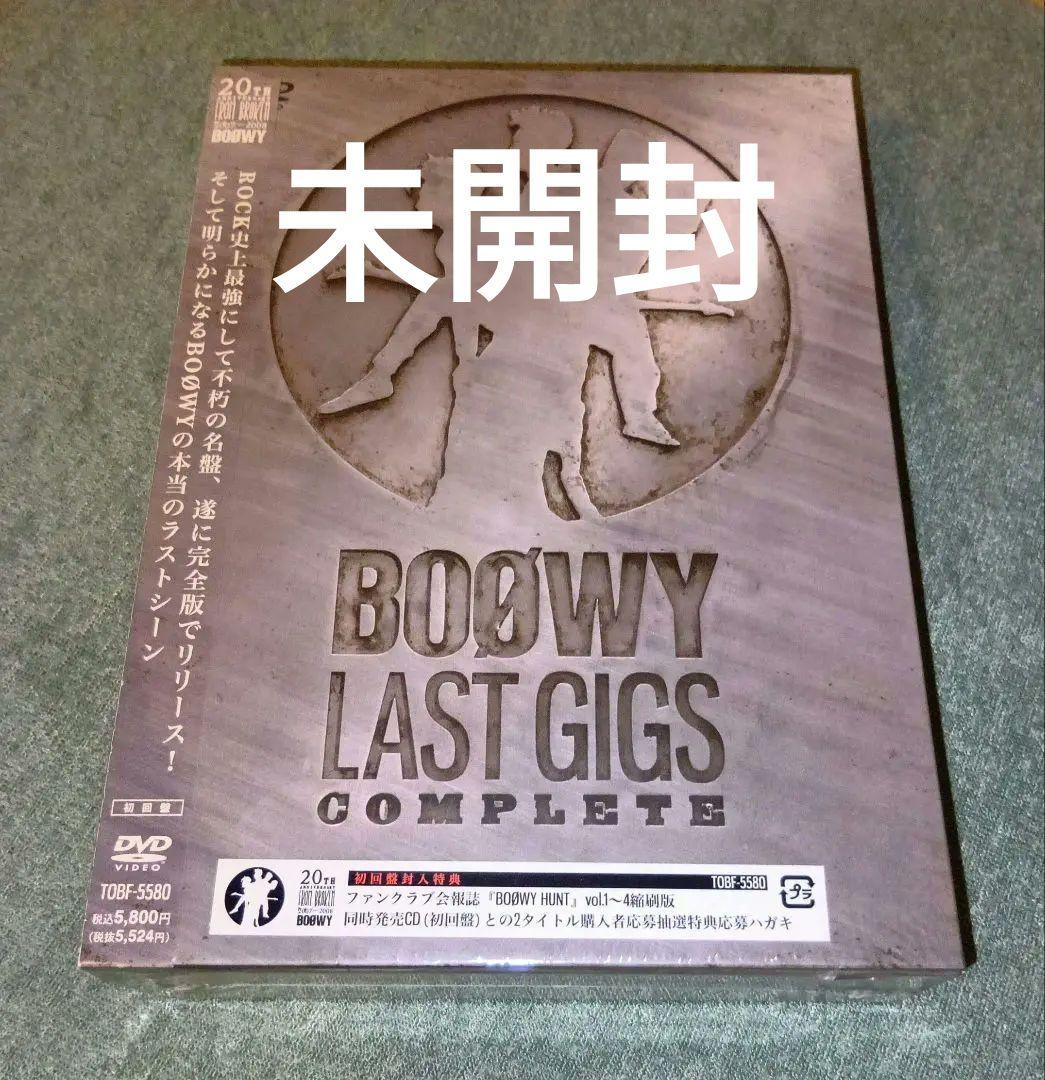 20TH
ANNIVERSARY
BOØWY
未開封
ROCK史上最強にして不朽の名盤、遂に完全版でリリース!
そして明らかになるBOØWYの本当のラストシーン
BOØWY
LAST GIGS
COMPLETE
初回盤
DVD
VIDEO
TOBF-5580
税込5,800円
(税抜5,524円)
20TH
ANNIVERSARY
BOØWY
初回盤封入特典
TOBF-5580
ファンクラブ会報誌『BOØWY HUNT』 vol.1〜4縮刷版
同時発売CD(初回盤)との2タイトル購入者応募抽選特典応募ハガキ
プラ